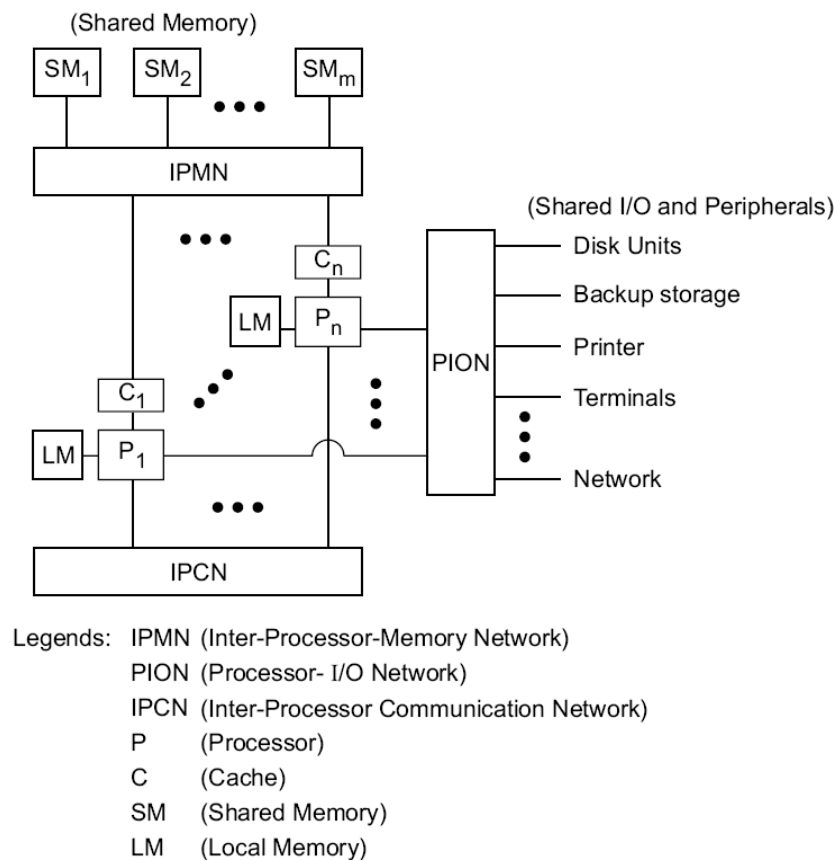 (Shared Memory)
SM1 SM2 SMm
IPMN
(Shared I/O and Peripherals)
Disk Units
Cn
Backup storage
LM Pn
Printer
PION
C1
Terminals
LM P1
Network
IPCN
Legends: IPMN (Inter-Processor-Memory Network)
PION (Processor- I/O Network)
IPCN (Inter-Processor Communication Network)
P (Processor)
C (Cache)
SM (Shared Memory)
LM (Local Memory)